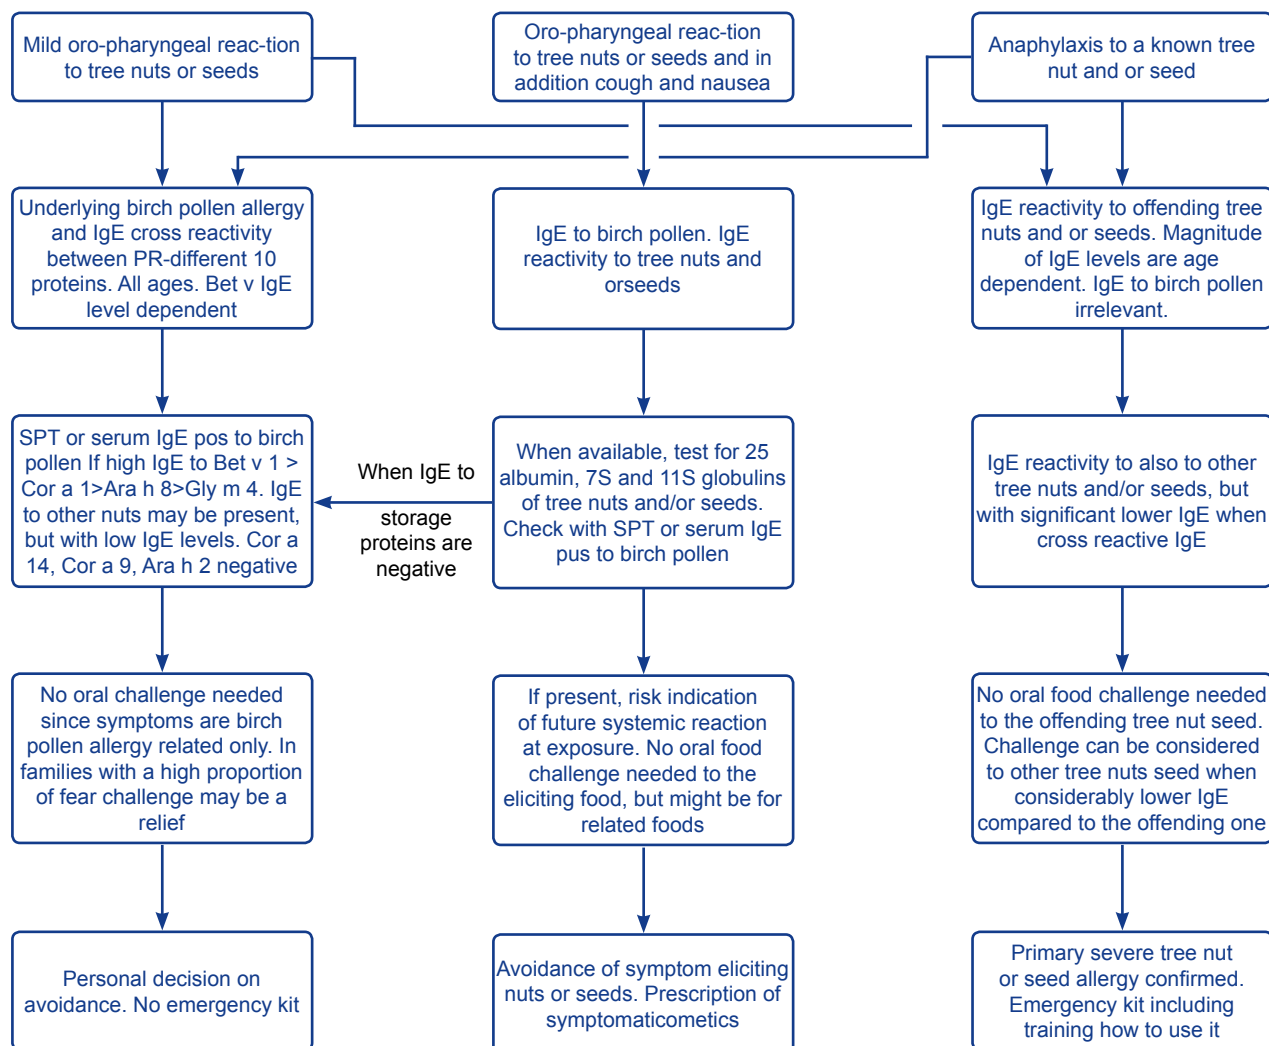 Mild oro-pharyngeal reac-tion
to tree nuts or seeds
Oro-pharyngeal reac-tion
to tree nuts or seeds and in
addition cough and nausea
Anaphylaxis to a known tree
nut and or seed
Underlying birch pollen allergy
and IgE cross reactivity
between PR-different 10
proteins. All ages. Bet v IgE
level dependent
IgE to birch pollen. IgE
reactivity to tree nuts and
orseeds
IgE reactivity to offending tree
nuts and or seeds. Magnitude
of IgE levels are age
dependent. IgE to birch pollen
irrelevant.
SPT or serum IgE pos to birch
pollen If high IgE to Bet v 1 >
Cor a 1>Ara h 8>Gly m 4. IgE
to other nuts may be present,
but with low IgE levels. Cor a
14, Cor a 9, Ara h 2 negative
When IgE to
storage
proteins are
negative
When available, test for 25
albumin, 7S and 11S globulins
of tree nuts and/or seeds.
Check with SPT or serum IgE
pus to birch pollen
IgE reactivity to also to other
tree nuts and/or seeds, but
with significant lower IgE when
cross reactive IgE
No oral challenge needed
since symptoms are birch
pollen allergy related only. In
families with a high proportion
of fear challenge may be a
relief
If present, risk indication
of future systemic reaction
at exposure. No oral food
challenge needed to the
eliciting food, but might be for
related foods
No oral food challenge needed
to the offending tree nut seed.
Challenge can be considered
to other tree nuts seed when
considerably lower IgE
compared to the offending one
Personal decision on
avoidance. No emergency kit
Avoidance of symptom eliciting
nuts or seeds. Prescription of
symptomaticometics
Primary severe tree nut
or seed allergy confirmed.
Emergency kit including
training how to use it